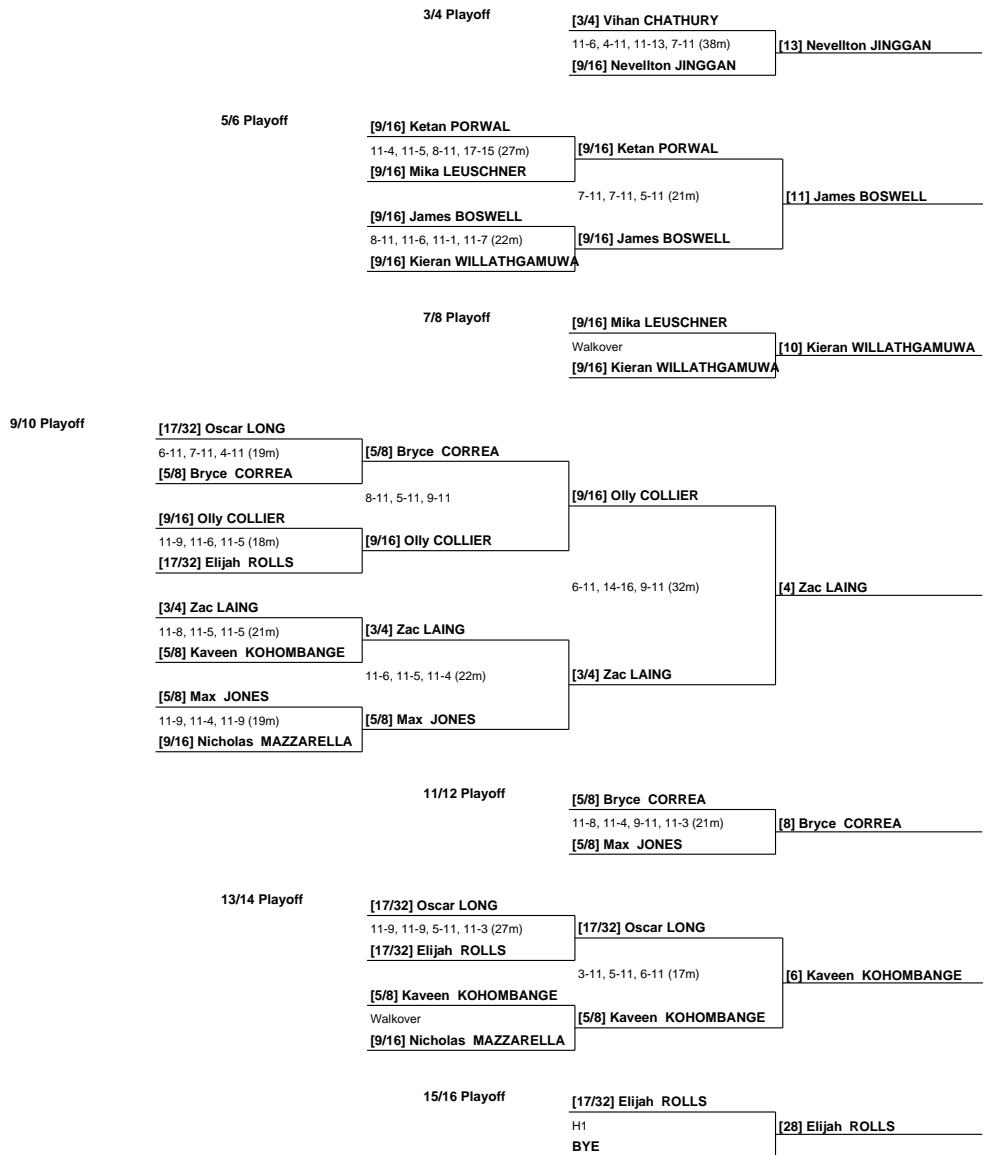 3/4 Playoff
[3/4] Vihan CHATHURY
11-6, 4-11, 11-13, 7-11 (38m)
[13] Nevellton JINGGAN
[9/16] Nevellton JINGGAN
5/6 Playoff
[9/16] Ketan PORWAL
11-4, 11-5, 8-11, 17-15 (27m)
[9/16] Ketan PORWAL
[9/16] Mika LEUSCHNER
7-11, 7-11, 5-11 (21m)
[11] James BOSWELL
[9/16] James BOSWELL
8-11, 11-6, 11-1, 11-7 (22m)
[9/16] James BOSWELL
[9/16] Kieran WILLATHGAMUWA
7/8 Playoff
[9/16] Mika LEUSCHNER
Walkover
[10] Kieran WILLATHGAMUWA
[9/16] Kieran WILLATHGAMUWA
9/10 Playoff
[17/32] Oscar LONG
6-11, 7-11, 4-11 (19m)
[5/8] Bryce CORREA
[5/8] Bryce CORREA
8-11, 5-11, 9-11
[9/16] Olly COLLIER
[9/16] Olly COLLIER
11-9, 11-6, 11-5 (18m)
[9/16] Olly COLLIER
[17/32] Elijah ROLLS
6-11, 14-16, 9-11 (32m)
[4] Zac LAING
[3/4] Zac LAING
11-8, 11-5, 11-5 (21m)
[3/4] Zac LAING
[5/8] Kaveen KOHOMBANGE
11-6, 11-5, 11-4 (22m)
[3/4] Zac LAING
[5/8] Max JONES
11-9, 11-4, 11-9 (19m)
[5/8] Max JONES
[9/16] Nicholas MAZZARELLA
11/12 Playoff
[5/8] Bryce CORREA
11-8, 11-4, 9-11, 11-3 (21m)
[8] Bryce CORREA
[5/8] Max JONES
13/14 Playoff
[17/32] Oscar LONG
11-9, 11-9, 5-11, 11-3 (27m)
[17/32] Oscar LONG
[17/32] Elijah ROLLS
3-11, 5-11, 6-11 (17m)
[6] Kaveen KOHOMBANGE
[5/8] Kaveen KOHOMBANGE
Walkover
[5/8] Kaveen KOHOMBANGE
[9/16] Nicholas MAZZARELLA
15/16 Playoff
[17/32] Elijah ROLLS
H1
[28] Elijah ROLLS
BYE